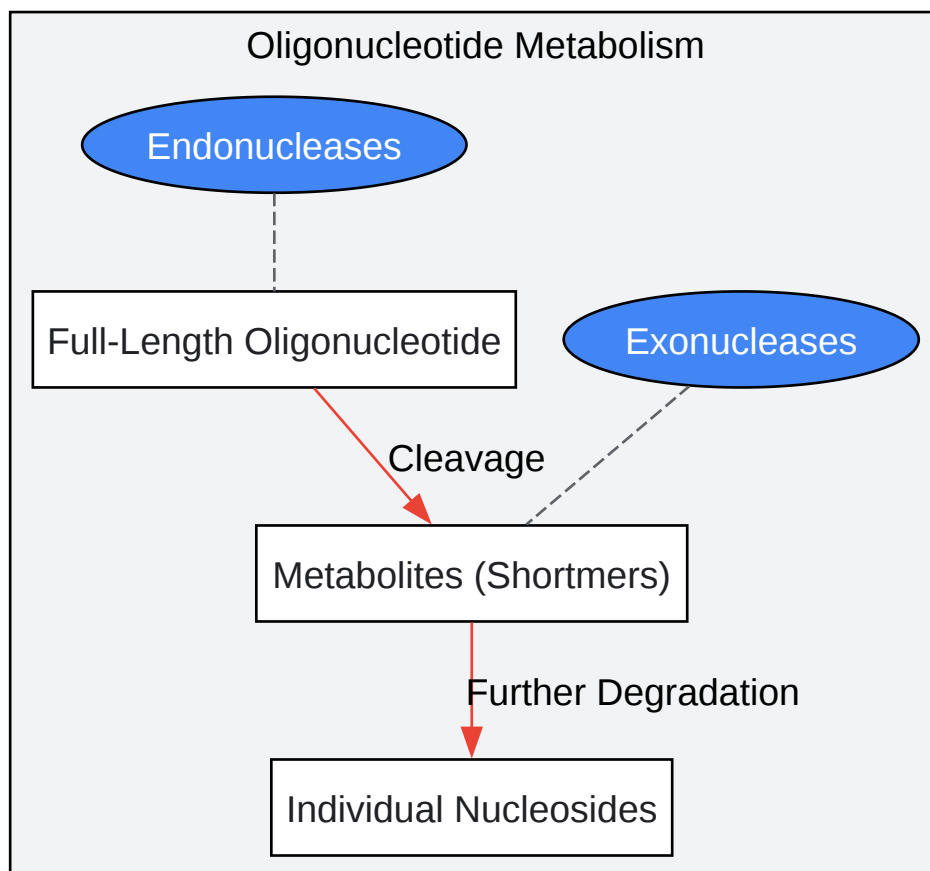 Oligonucleotide Metabolism
Endonucleases
Full-Length Oligonucleotide
Exonucleases
Cleavage
Metabolites (Shortmers)
Further Degradation
Individual Nucleosides